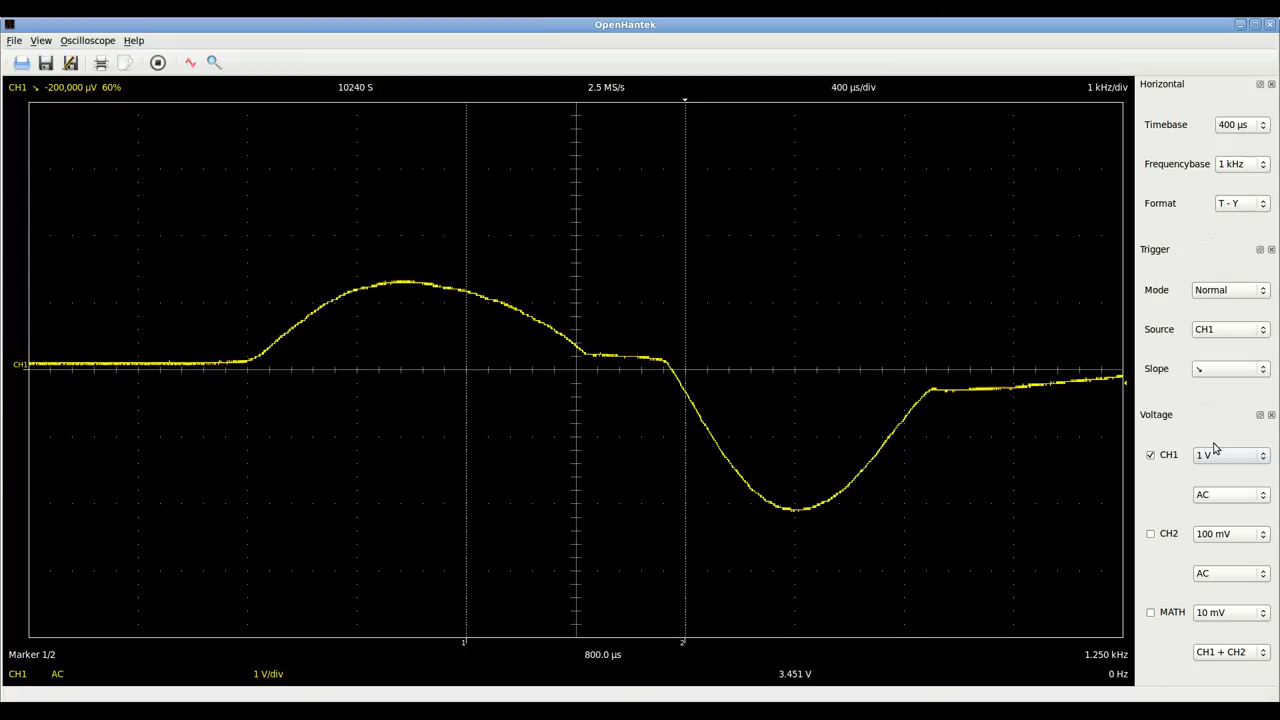 OpenHantek
File View Oscilloscope Help
CH1 ↘ -200,000 µV 60% 10240 S 2.5 MS/s 400 µs/div 1 kHz/div
CH1
1 2
Marker 1/2 800.0 µs 1.250 kHz
CH1 AC 1 V/div 3.451 V 0 Hz
Horizontal
Timebase 400 µs
Frequencybase 1 kHz
Format T - Y
Trigger
Mode Normal
Source CH1
Slope ↘
Voltage
CH1 1 V
AC
CH2 100 mV
AC
MATH 10 mV
CH1 + CH2